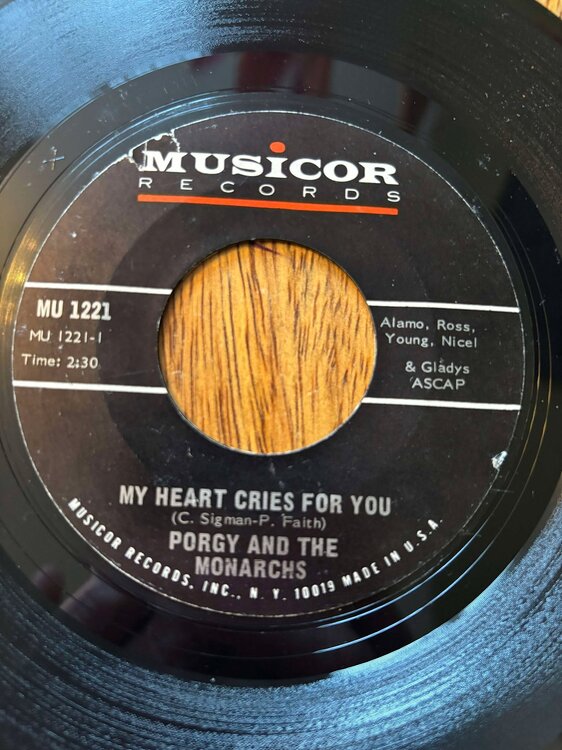 MUSICOR
RECORDS
MU 1221
MU 1221-1
Time: 2:30
Alamo, Ross,
Young, Nicel
& Gladys
ASCAP
MY HEART CRIES FOR YOU
(C. Sigman-P. Faith)
PORGY AND THE
MONARCHS
MUSICOR RECORDS, INC., N. Y. 10019 MADE IN U.S.A.